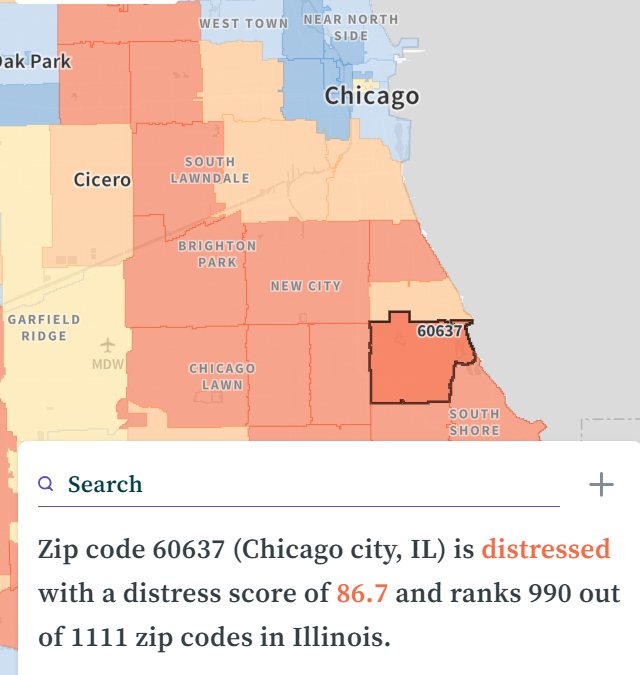 WEST TOWN
NEAR NORTH
SIDE
Oak Park
Chicago
SOUTH
LAWNDALE
Cicero
BRIGHTON
PARK
NEW CITY
GARFIELD
RIDGE
60637
MDW
CHICAGO
LAWN
SOUTH
SHORE
Search
Zip code 60637 (Chicago city, IL) is distressed
with a distress score of 86.7 and ranks 990 out
of 1111 zip codes in Illinois.